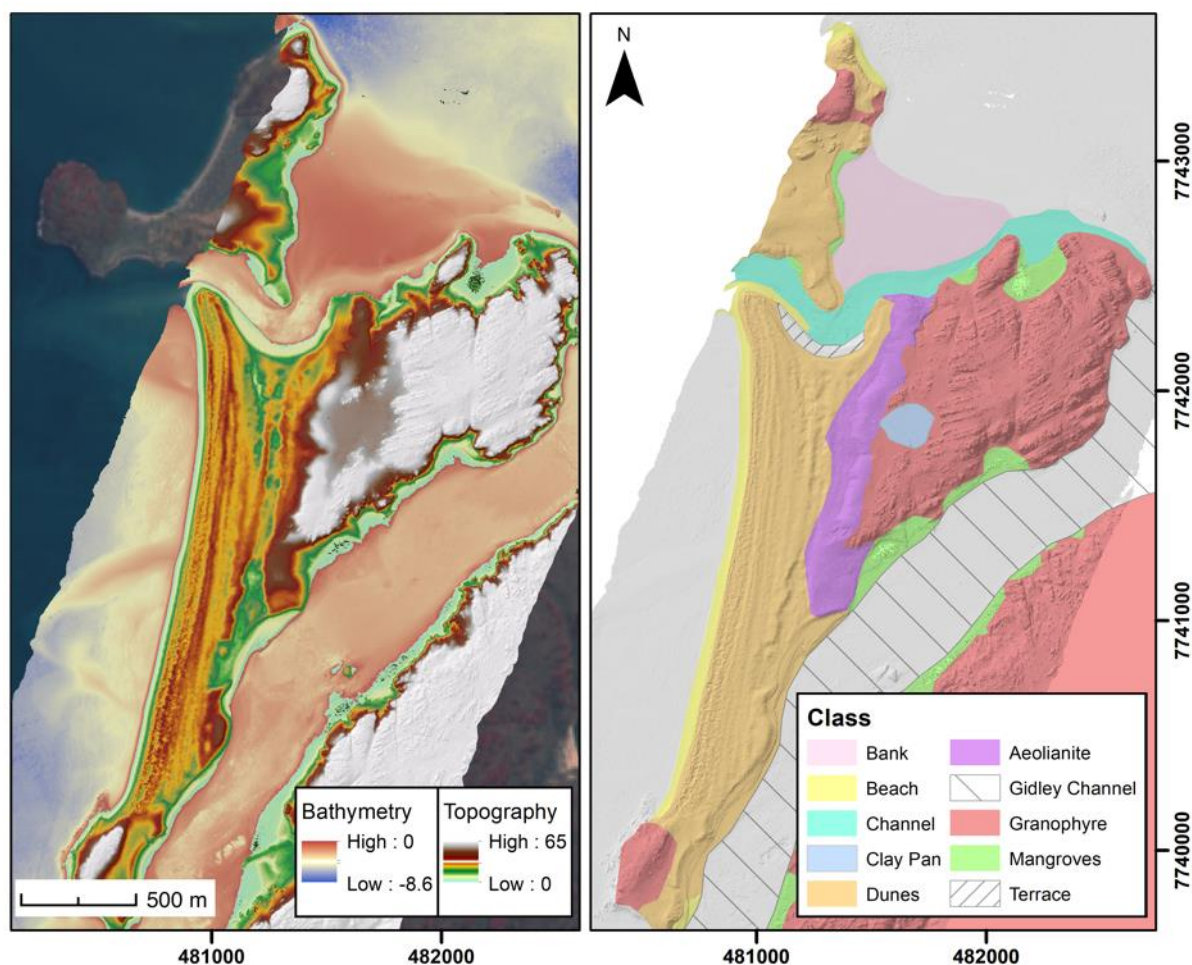 N
7743000
7742000
7741000
7740000
Bathymetry
High : 0
Low : -8.6
Topography
High : 65
Low : 0
500 m
Class
Bank
Beach
Channel
Clay Pan
Dunes
Aeolianite
Gidley Channel
Granophyre
Mangroves
Terrace
481000
482000
481000
482000